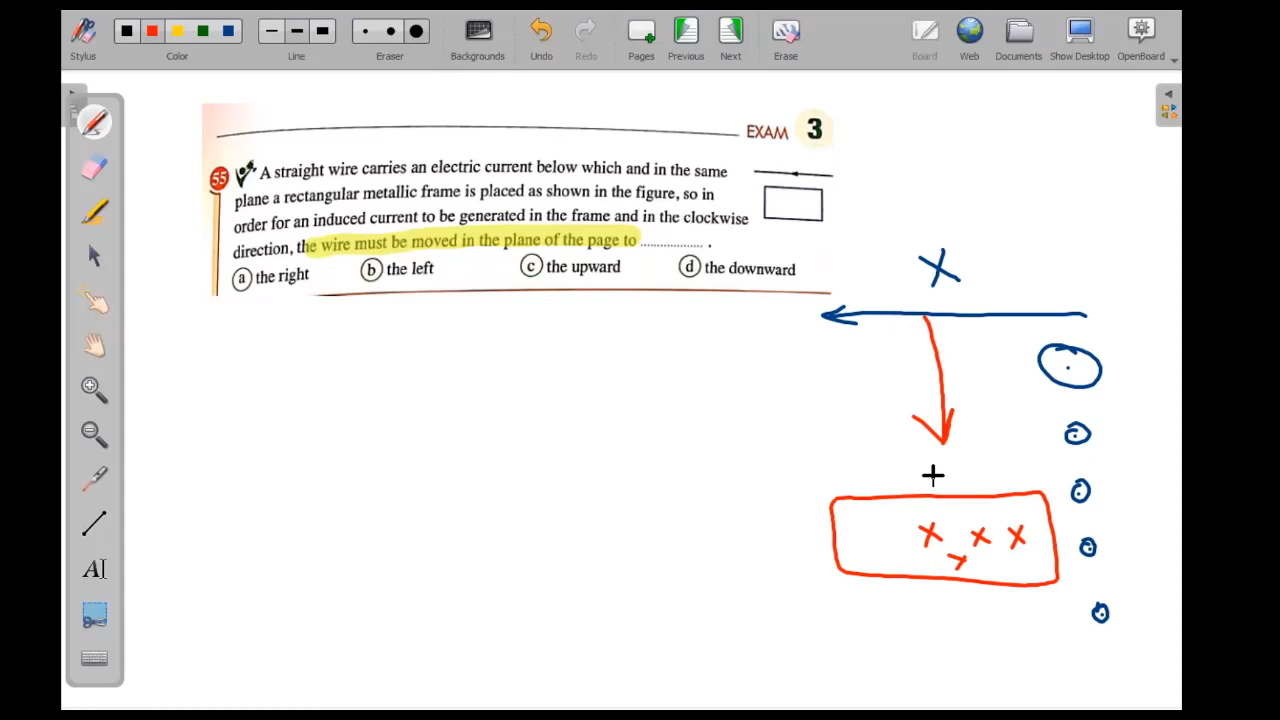 Stylus
Color
Line
Eraser
Backgrounds
Undo
Redo
Pages
Previous
Next
Erase
Board
Web
Documents
Show Desktop
OpenBoard
EXAM 3
55 A straight wire carries an electric current below which and in the same
plane a rectangular metallic frame is placed as shown in the figure, so in
order for an induced current to be generated in the frame and in the clockwise
direction, the wire must be moved in the plane of the page to .................. .
a the right
b the left
c the upward
d the downward
X
X X X
x
AI